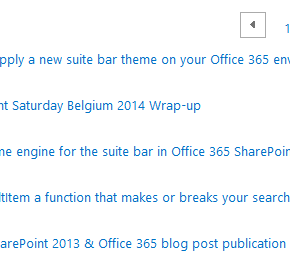 1
pply a new suite bar theme on your Office 365 env
nt Saturday Belgium 2014 Wrap-up
me engine for the suite bar in Office 365 SharePoin
ltItem a function that makes or breaks your search
arePoint 2013 & Office 365 blog post publication